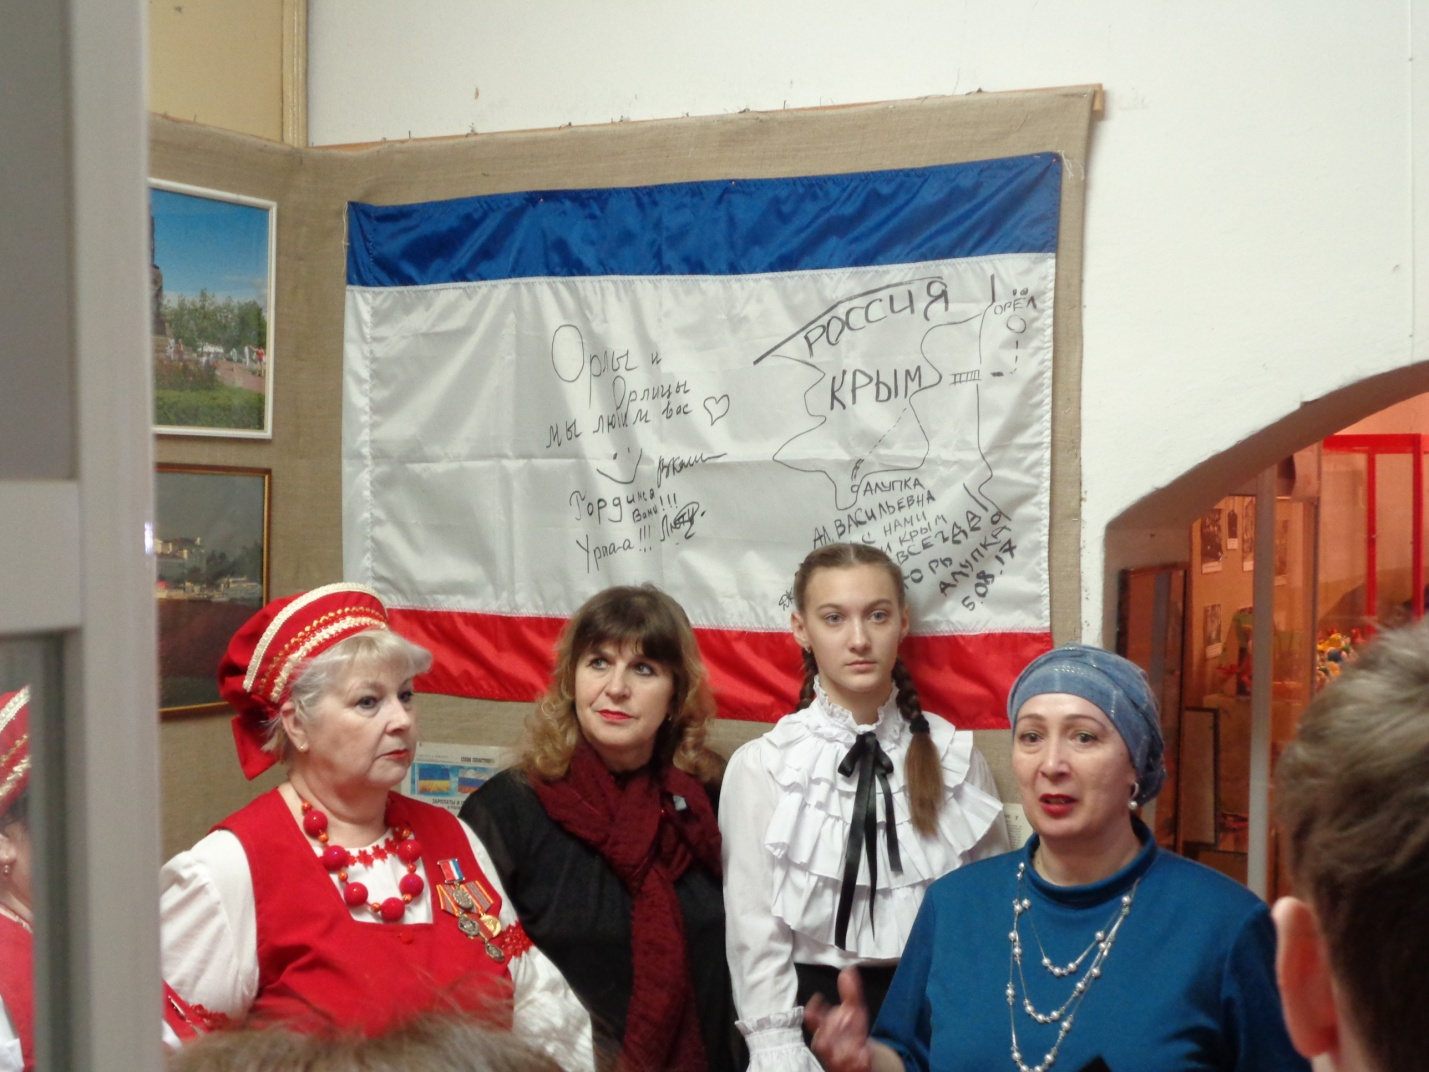 Орлы и
Орлицы
мы любим вас
Гордимся
Вами!!!
Ураа-а!!!
РОССИЯ
ОРЁЛ
КРЫМ
АЛУПКА
АЛ. ВАСИЛЬЕВНА
С НАМИ
И КРЫМ
ВСЕГДА!
АЛУПКА
5.08.17